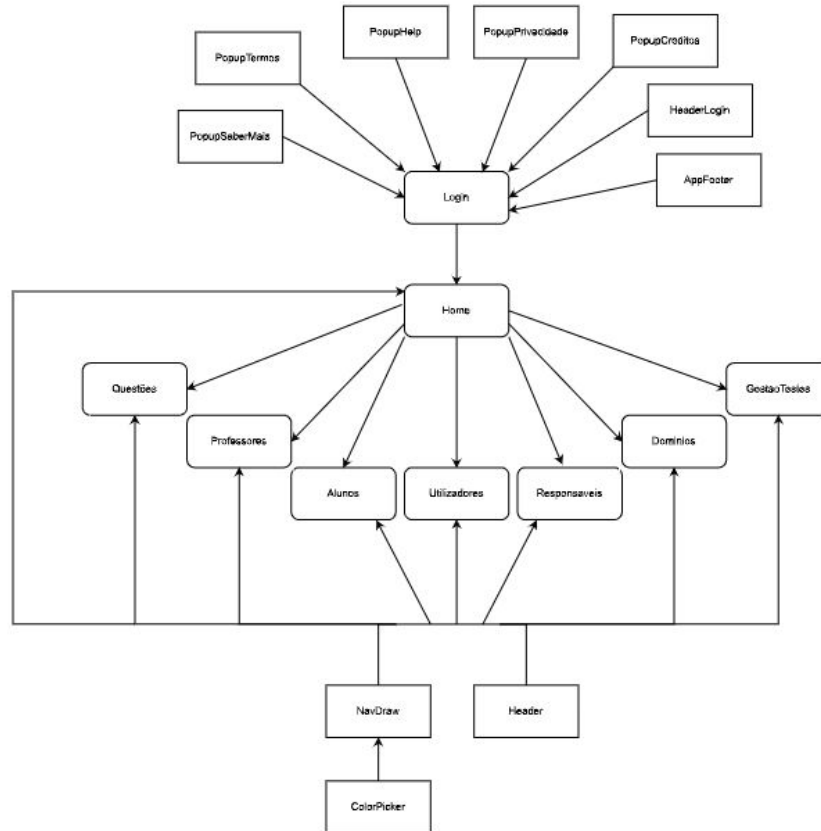 PopupHelp
PopupPrivacidade
PopupCreditos
PopupTermos
HeaderLogin
PopupSaberMais
AppFooter
Login
Home
Questões
GestaoTestes
Professores
Dominios
Alunos
Utilizadores
Responsaveis
NavDraw
Header
ColorPicker